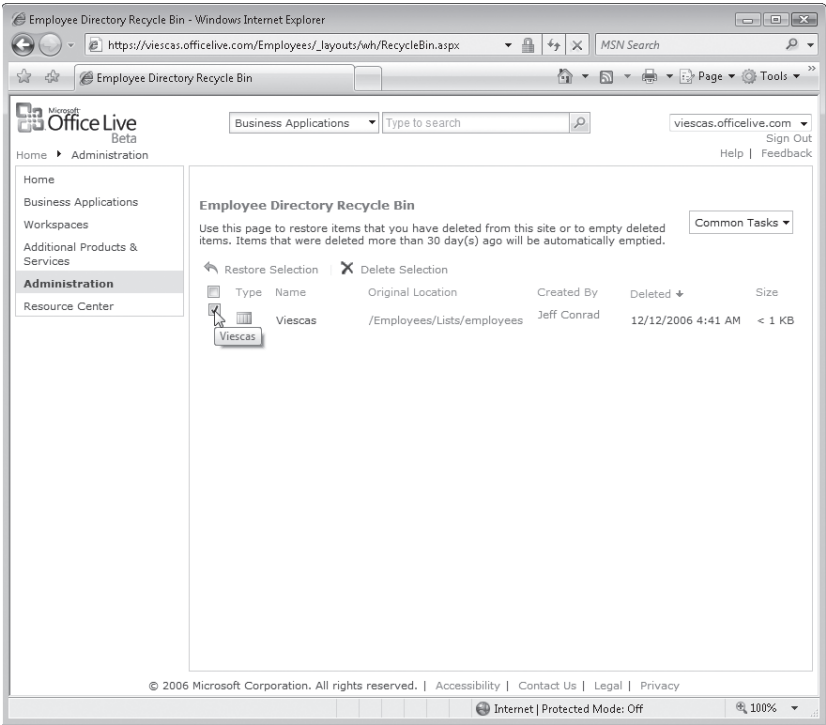 Employee Directory Recycle Bin - Windows Internet Explorer
https://viescas.officelive.com/Employees/_layouts/wh/RecycleBin.aspx
MSN Search
Employee Directory Recycle Bin
Page
Tools
Microsoft
Office Live
Beta
Business Applications
Type to search
viescas.officelive.com
Sign Out
Home Administration
Help | Feedback
Home
Business Applications
Workspaces
Additional Products &
Services
Administration
Resource Center
Employee Directory Recycle Bin
Use this page to restore items that you have deleted from this site or to empty deleted
items. Items that were deleted more than 30 day(s) ago will be automatically emptied.
Common Tasks
Restore Selection | Delete Selection
Type Name Original Location Created By Deleted Size
Viescas /Employees/Lists/employees Jeff Conrad 12/12/2006 4:41 AM < 1 KB
Viescas
© 2006 Microsoft Corporation. All rights reserved. | Accessibility | Contact Us | Legal | Privacy
Internet | Protected Mode: Off
100%